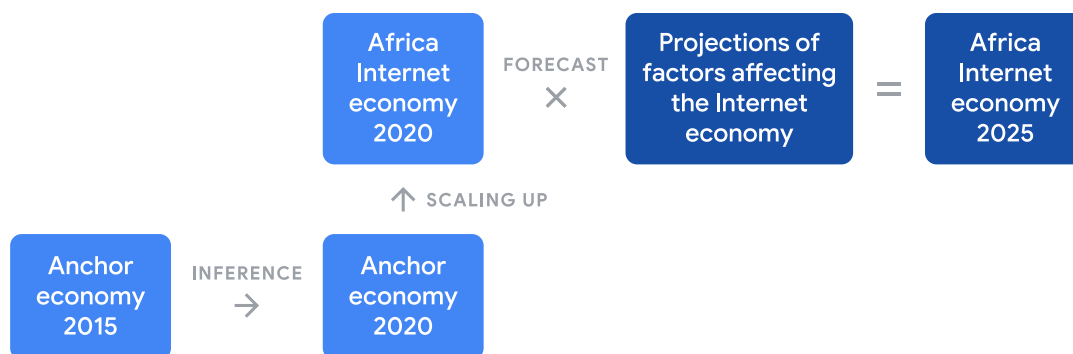 Africa
Internet
economy
2020
FORECAST
×
Projections of
factors affecting
the Internet
economy
=
Africa
Internet
economy
2025
↑ SCALING UP
Anchor
economy
2015
INFERENCE
→
Anchor
economy
2020